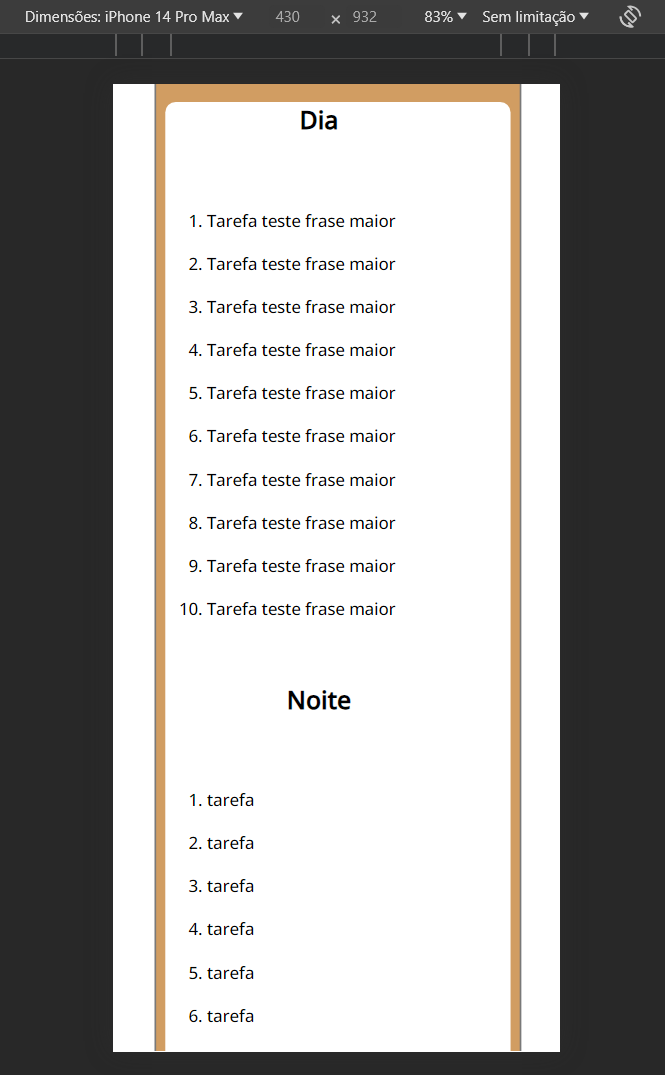 Dimensões: iPhone 14 Pro Max ▼ 430 × 932 83% ▼ Sem limitação ▼
Dia
1. Tarefa teste frase maior
2. Tarefa teste frase maior
3. Tarefa teste frase maior
4. Tarefa teste frase maior
5. Tarefa teste frase maior
6. Tarefa teste frase maior
7. Tarefa teste frase maior
8. Tarefa teste frase maior
9. Tarefa teste frase maior
10. Tarefa teste frase maior
Noite
1. tarefa
2. tarefa
3. tarefa
4. tarefa
5. tarefa
6. tarefa